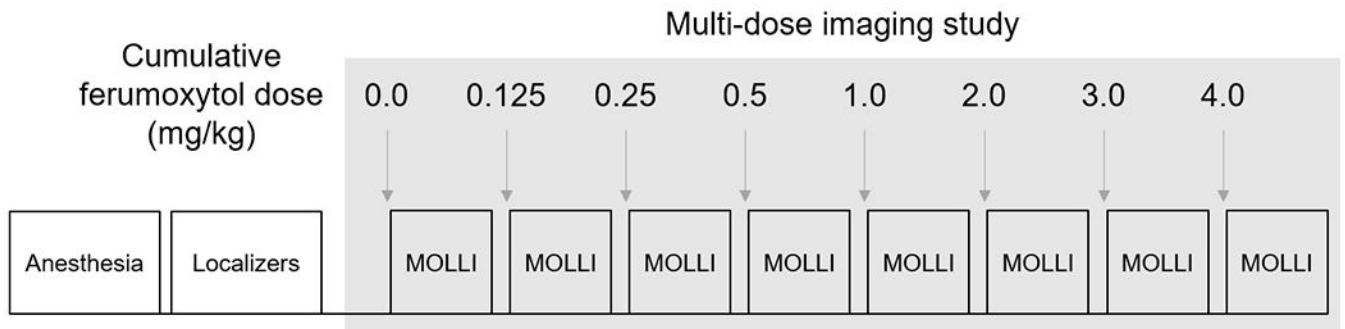 Multi-dose imaging study
Cumulative
ferumoxytol dose
(mg/kg)
0.0 0.125 0.25 0.5 1.0 2.0 3.0 4.0
Anesthesia Localizers MOLLI MOLLI MOLLI MOLLI MOLLI MOLLI MOLLI MOLLI